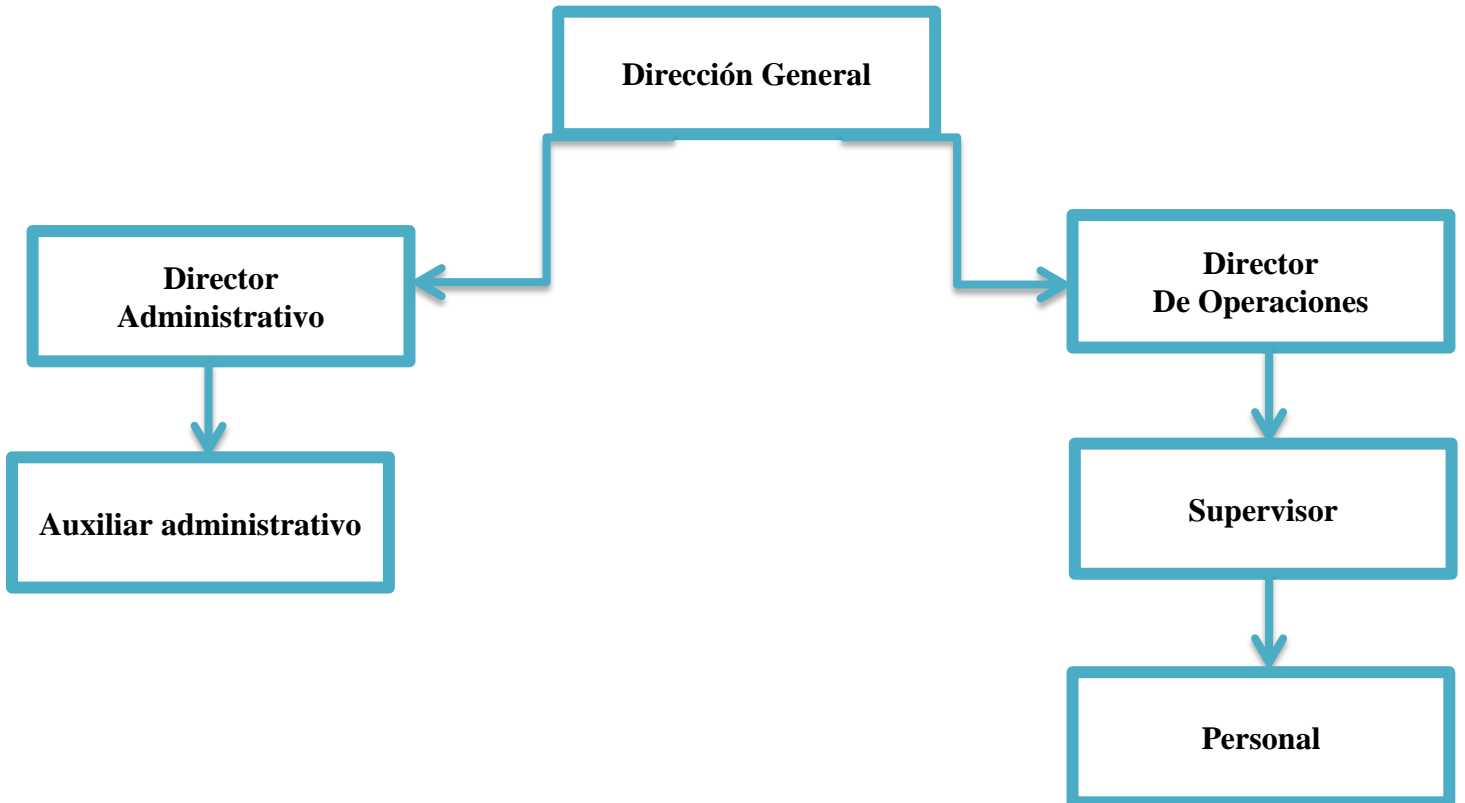 Dirección General
Director
Administrativo
Director
De Operaciones
Auxiliar administrativo
Supervisor
Personal